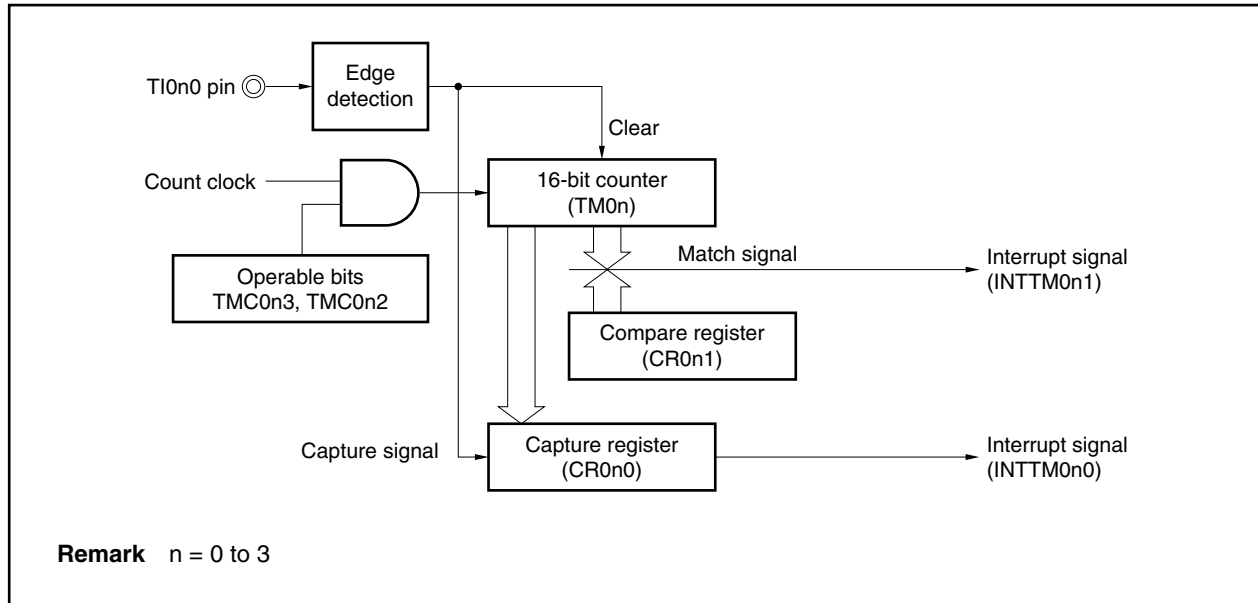 TI0n0 pin
Edge
detection
Clear
Count clock
16-bit counter
(TM0n)
Operable bits
TMC0n3, TMC0n2
Match signal
Interrupt signal
(INTTM0n1)
Compare register
(CR0n1)
Capture signal
Capture register
(CR0n0)
Interrupt signal
(INTTM0n0)
Remark n = 0 to 3